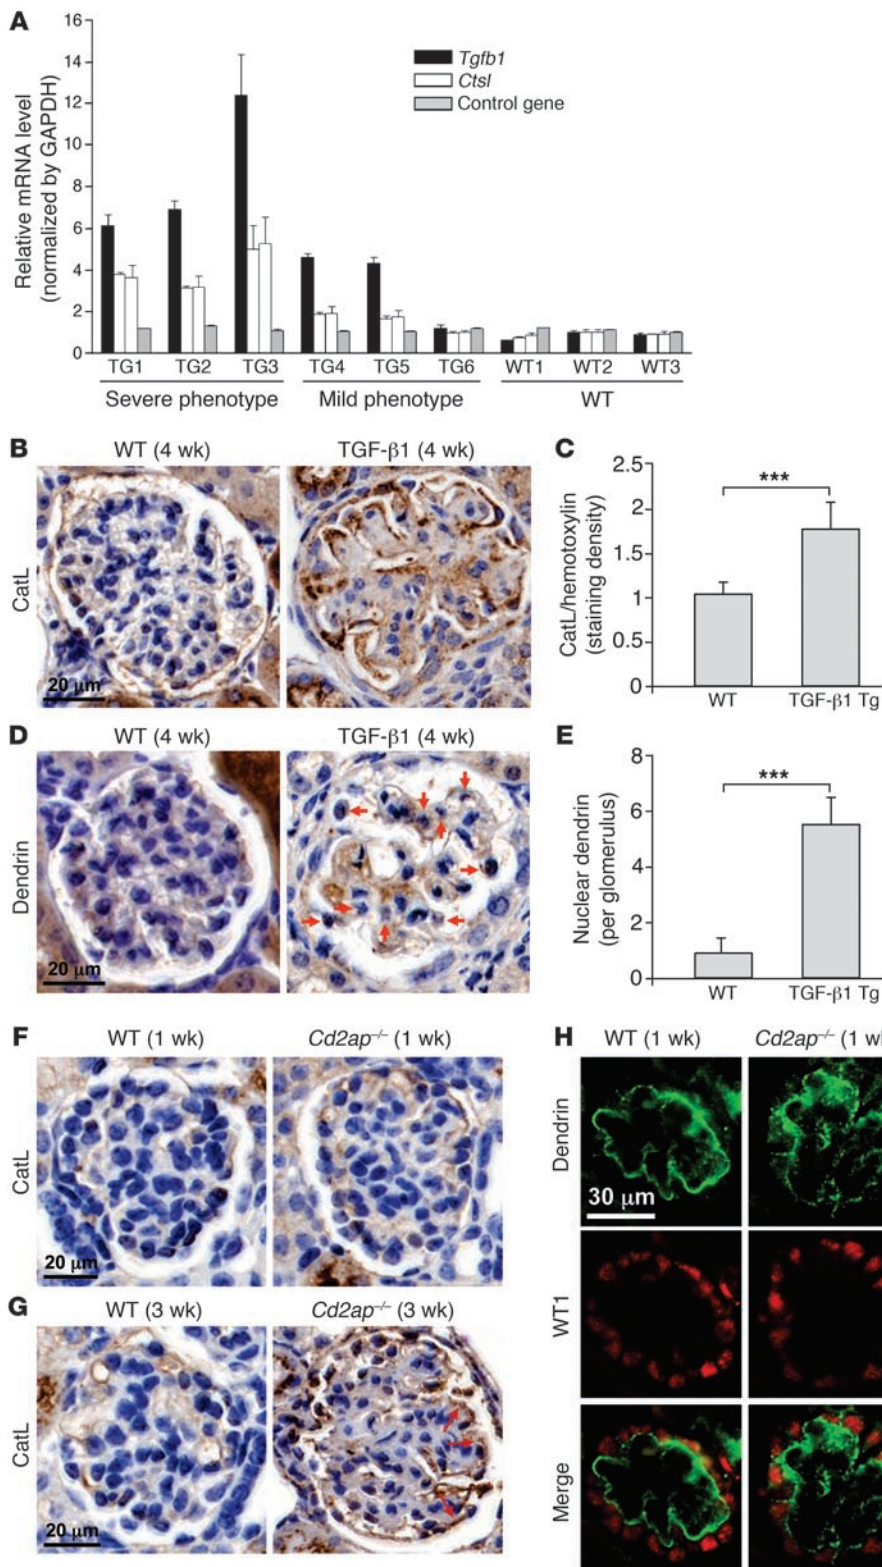 A
16
14
12
10
8
6
4
2
0
Relative mRNA level
(normalized by GAPDH)
Tgfb1
Ctsl
Control gene
TG1 TG2 TG3 TG4 TG5 TG6 WT1 WT2 WT3
Severe phenotype Mild phenotype WT
B
WT (4 wk) TGF-β1 (4 wk)
CatL
20 μm
C
2.5
2
1.5
1
0.5
0
CatL/hemotoxylin
(staining density)
***
WT TGF-β1 Tg
D
WT (4 wk) TGF-β1 (4 wk)
Dendrin
20 μm
E
8
6
4
2
0
Nuclear dendrin
(per glomerulus)
***
WT TGF-β1 Tg
F
WT (1 wk) Cd2ap–/– (1 wk)
CatL
20 μm
G
WT (3 wk) Cd2ap–/– (3 wk)
CatL
20 μm
H
WT (1 wk) Cd2ap–/– (1 w
Dendrin
30 μm
WT1
Merge